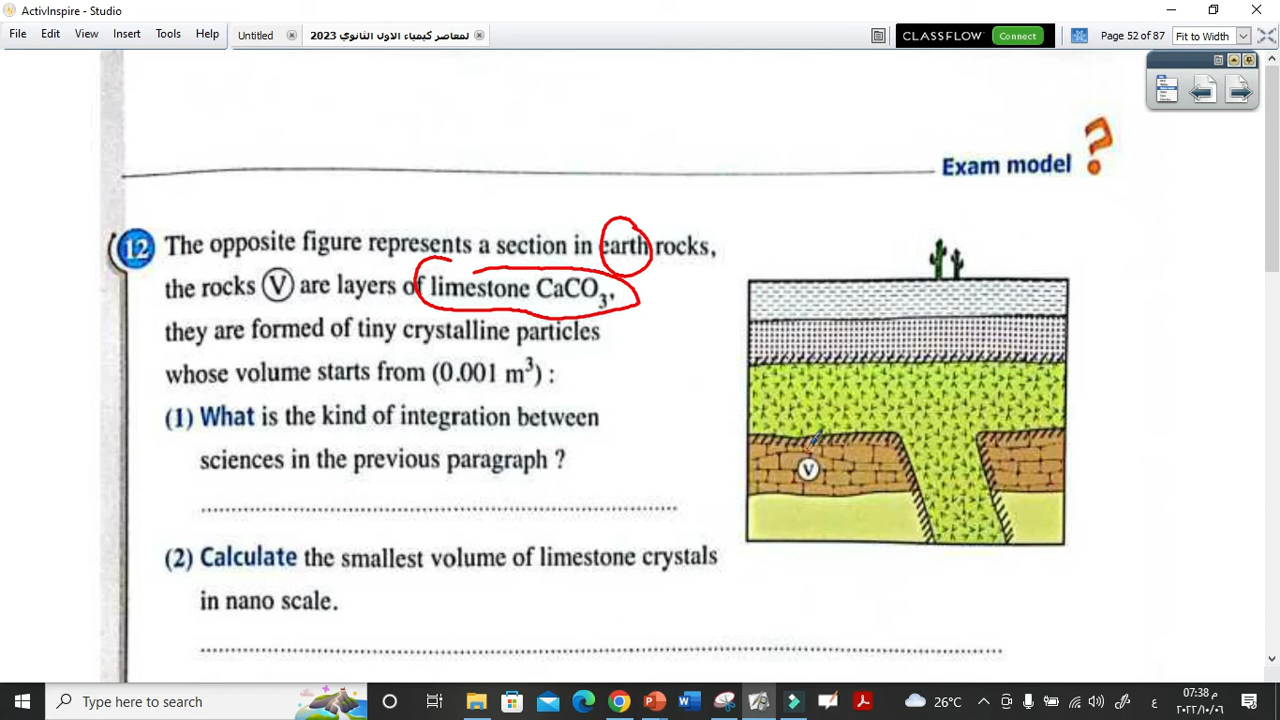 ActivInspire - Studio
File Edit View Insert Tools Help Untitled لمعاصر كيمياء الاول الثانوي 2023 CLASSFLOW Connect Page 52 of 87 Fit to Width
Exam model ?
12 The opposite figure represents a section in earth rocks,
the rocks Ⓥ are layers of limestone CaCO₃,
they are formed of tiny crystalline particles
whose volume starts from (0.001 m³) :
(1) What is the kind of integration between
sciences in the previous paragraph ?
(2) Calculate the smallest volume of limestone crystals
in nano scale.
V
Type here to search
26°C
ع
07:38 م
٢٠٢٢/١٠/٠٦